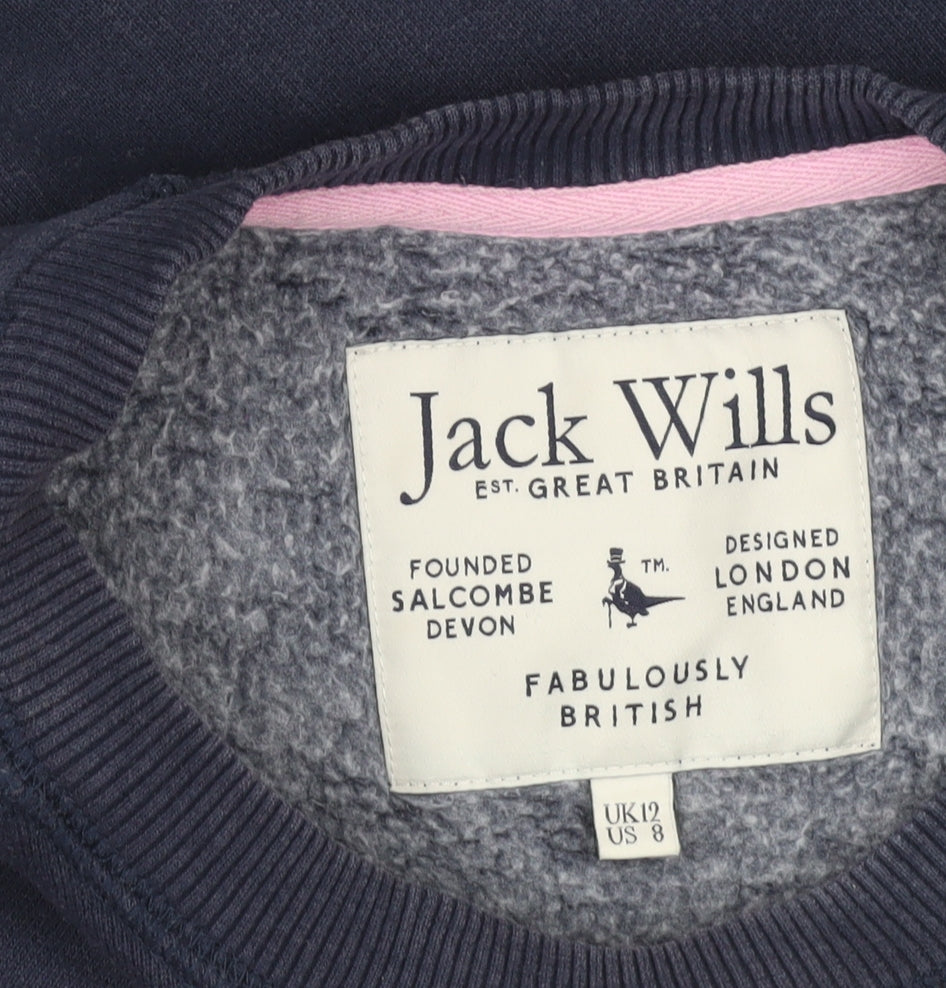 Jack Wills
EST. GREAT BRITAIN
FOUNDED
SALCOMBE
DEVON
TM.
DESIGNED
LONDON
ENGLAND
FABULOUSLY
BRITISH
UK12
US 8